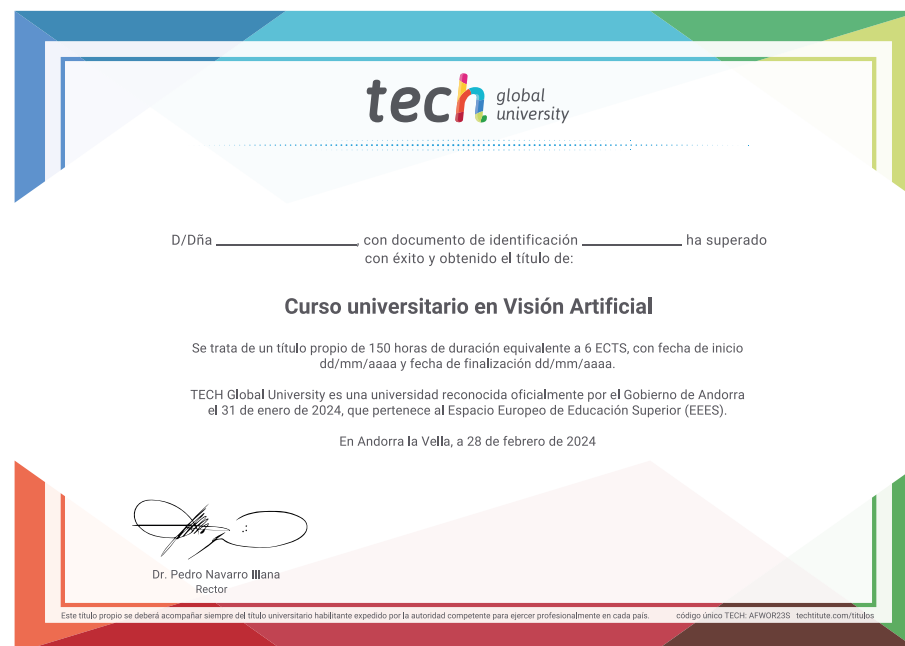 tech global university
D/Dña ____________________, con documento de identificación ______________ ha superado
con éxito y obtenido el título de:
Curso universitario en Visión Artificial
Se trata de un título propio de 150 horas de duración equivalente a 6 ECTS, con fecha de inicio
dd/mm/aaaa y fecha de finalización dd/mm/aaaa.
TECH Global University es una universidad reconocida oficialmente por el Gobierno de Andorra
el 31 de enero de 2024, que pertenece al Espacio Europeo de Educación Superior (EEES).
En Andorra la Vella, a 28 de febrero de 2024
Dr. Pedro Navarro Illana
Rector
Este título propio se deberá acompañar siempre del título universitario habilitante expedido por la autoridad competente para ejercer profesionalmente en cada país. código único TECH: AFWOR23S techtitute.com/titulos